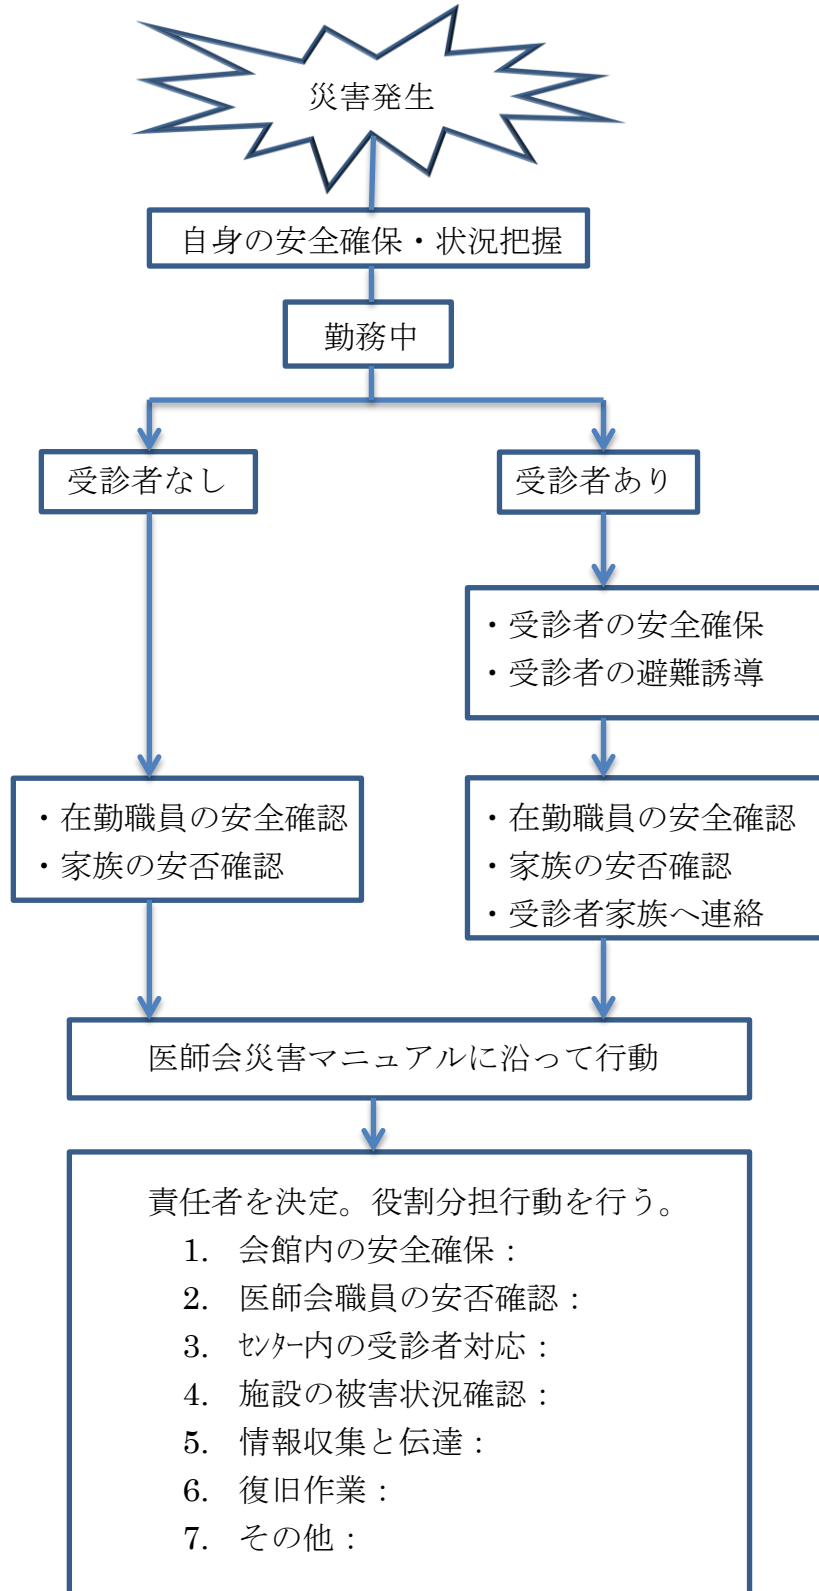 災害発生
自身の安全確保・状況把握
勤務中
受診者なし
受診者あり
・受診者の安全確保
・受診者の避難誘導
・在勤職員の安全確認
・家族の安否確認
・在勤職員の安全確認
・家族の安否確認
・受診者家族へ連絡
医師会災害マニュアルに沿って行動
責任者を決定。役割分担行動を行う。
1. 会館内の安全確保：
2. 医師会職員の安否確認：
3. ｾﾝﾀｰ内の受診者対応：
4. 施設の被害状況確認：
5. 情報収集と伝達：
6. 復旧作業：
7. その他：